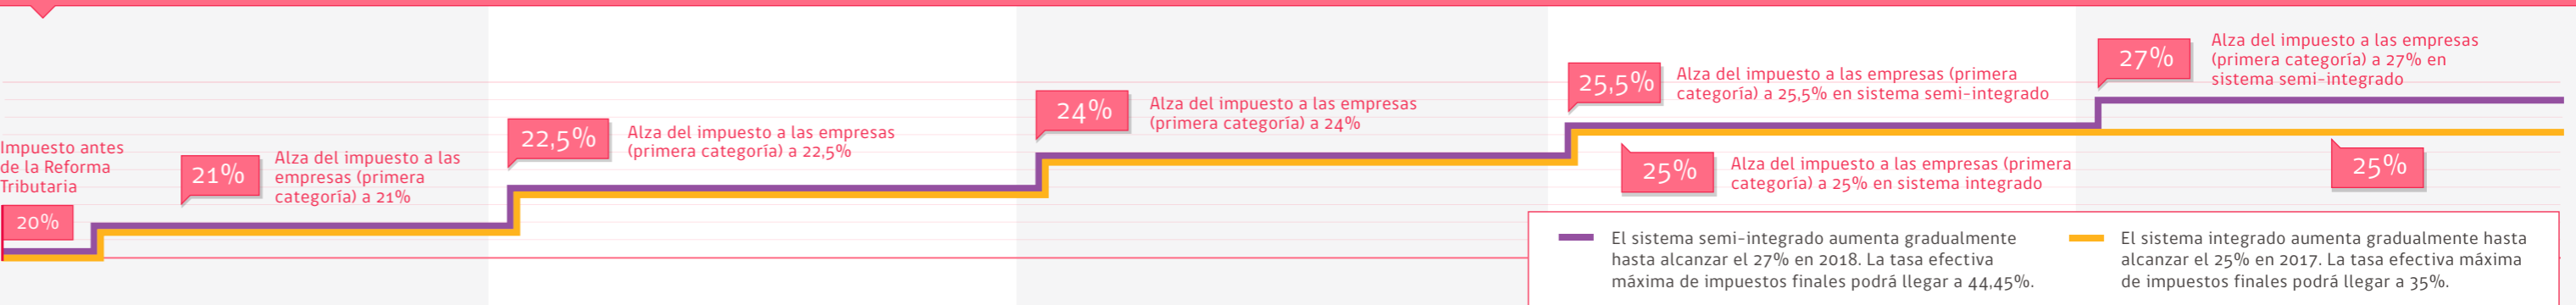 Impuesto antes
de la Reforma
Tributaria
20%
21%
Alza del impuesto a las
empresas (primera
categoría) a 21%
22,5%
Alza del impuesto a las empresas
(primera categoría) a 22,5%
24%
Alza del impuesto a las empresas
(primera categoría) a 24%
25,5%
Alza del impuesto a las empresas (primera
categoría) a 25,5% en sistema semi-integrado
25%
Alza del impuesto a las empresas (primera
categoría) a 25% en sistema integrado
27%
Alza del impuesto a las empresas
(primera categoría) a 27% en
sistema semi-integrado
25%
El sistema semi-integrado aumenta gradualmente
hasta alcanzar el 27% en 2018. La tasa efectiva
máxima de impuestos finales podrá llegar a 44,45%.
El sistema integrado aumenta gradualmente hasta
alcanzar el 25% en 2017. La tasa efectiva máxima
de impuestos finales podrá llegar a 35%.